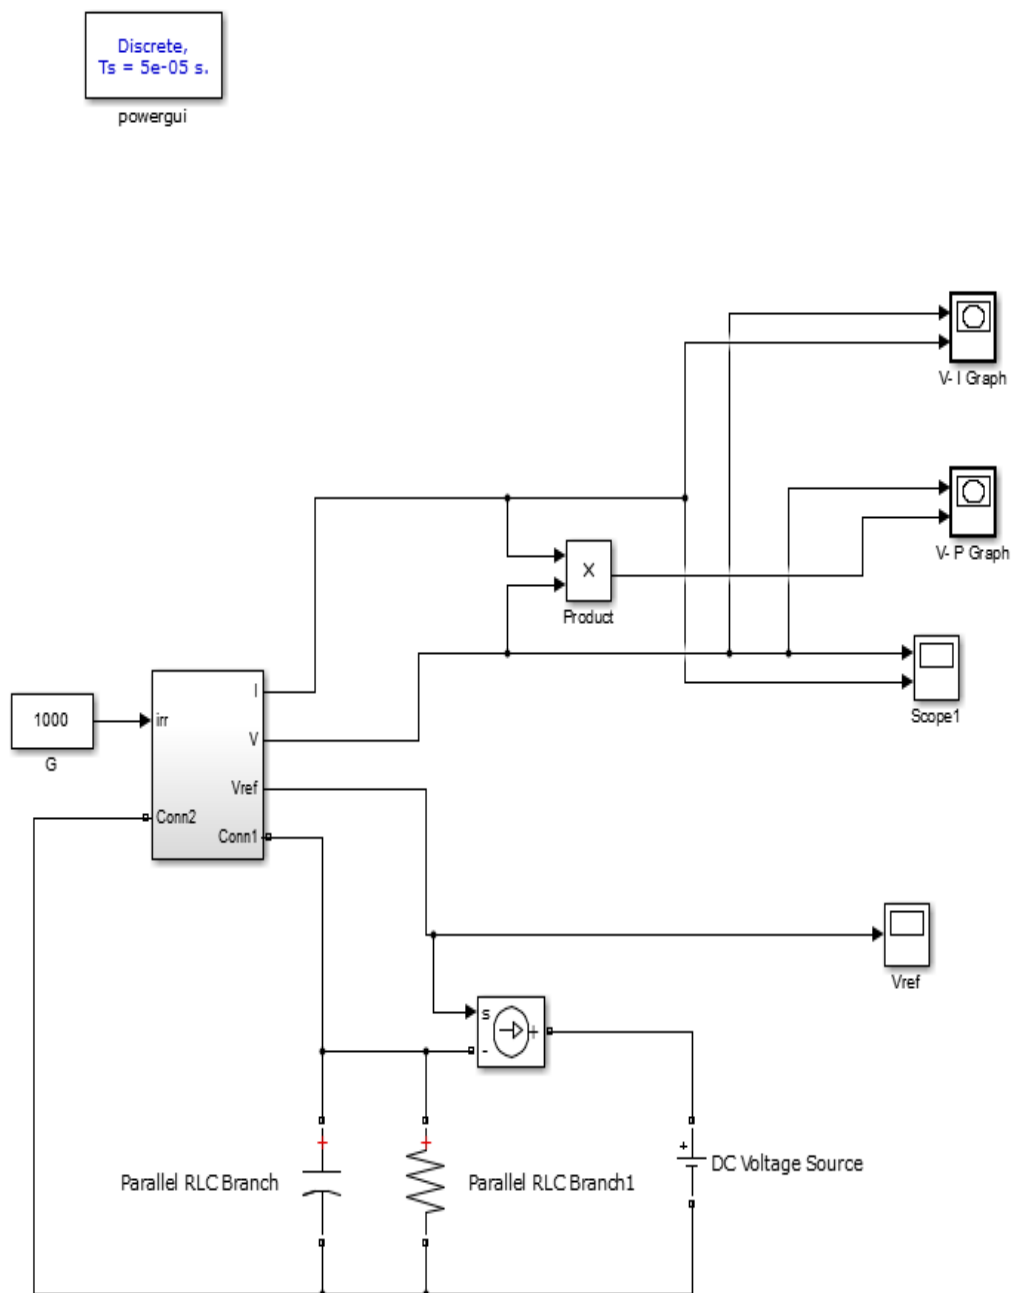 Discrete,
Ts = 5e-05 s.
powergui
V- I Graph
V- P Graph
X
Product
Scope1
1000
G
irr
I
V
Vref
Conn2
Conn1
Vref
s
+
-
+
+
+
Parallel RLC Branch
Parallel RLC Branch1
DC Voltage Source